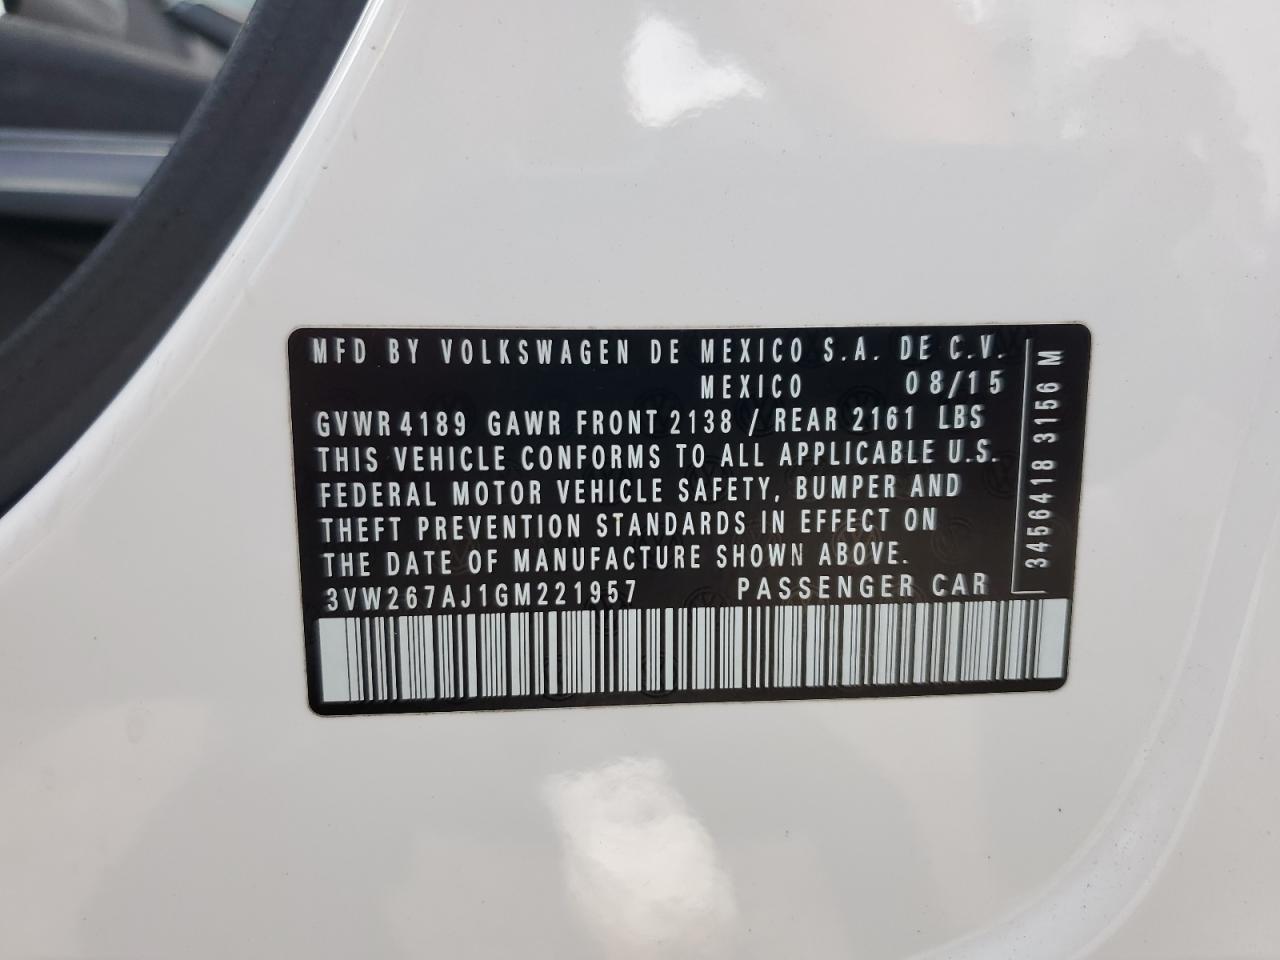 MFD BY VOLKSWAGEN DE MEXICO S.A. DE C.V.
MEXICO 08/15
GVWR 4189 GAWR FRONT 2138 / REAR 2161 LBS
THIS VEHICLE CONFORMS TO ALL APPLICABLE U.S.
FEDERAL MOTOR VEHICLE SAFETY, BUMPER AND
THEFT PREVENTION STANDARDS IN EFFECT ON
THE DATE OF MANUFACTURE SHOWN ABOVE.
3VW267AJ1GM221957 PASSENGER CAR
3456418 3156 M